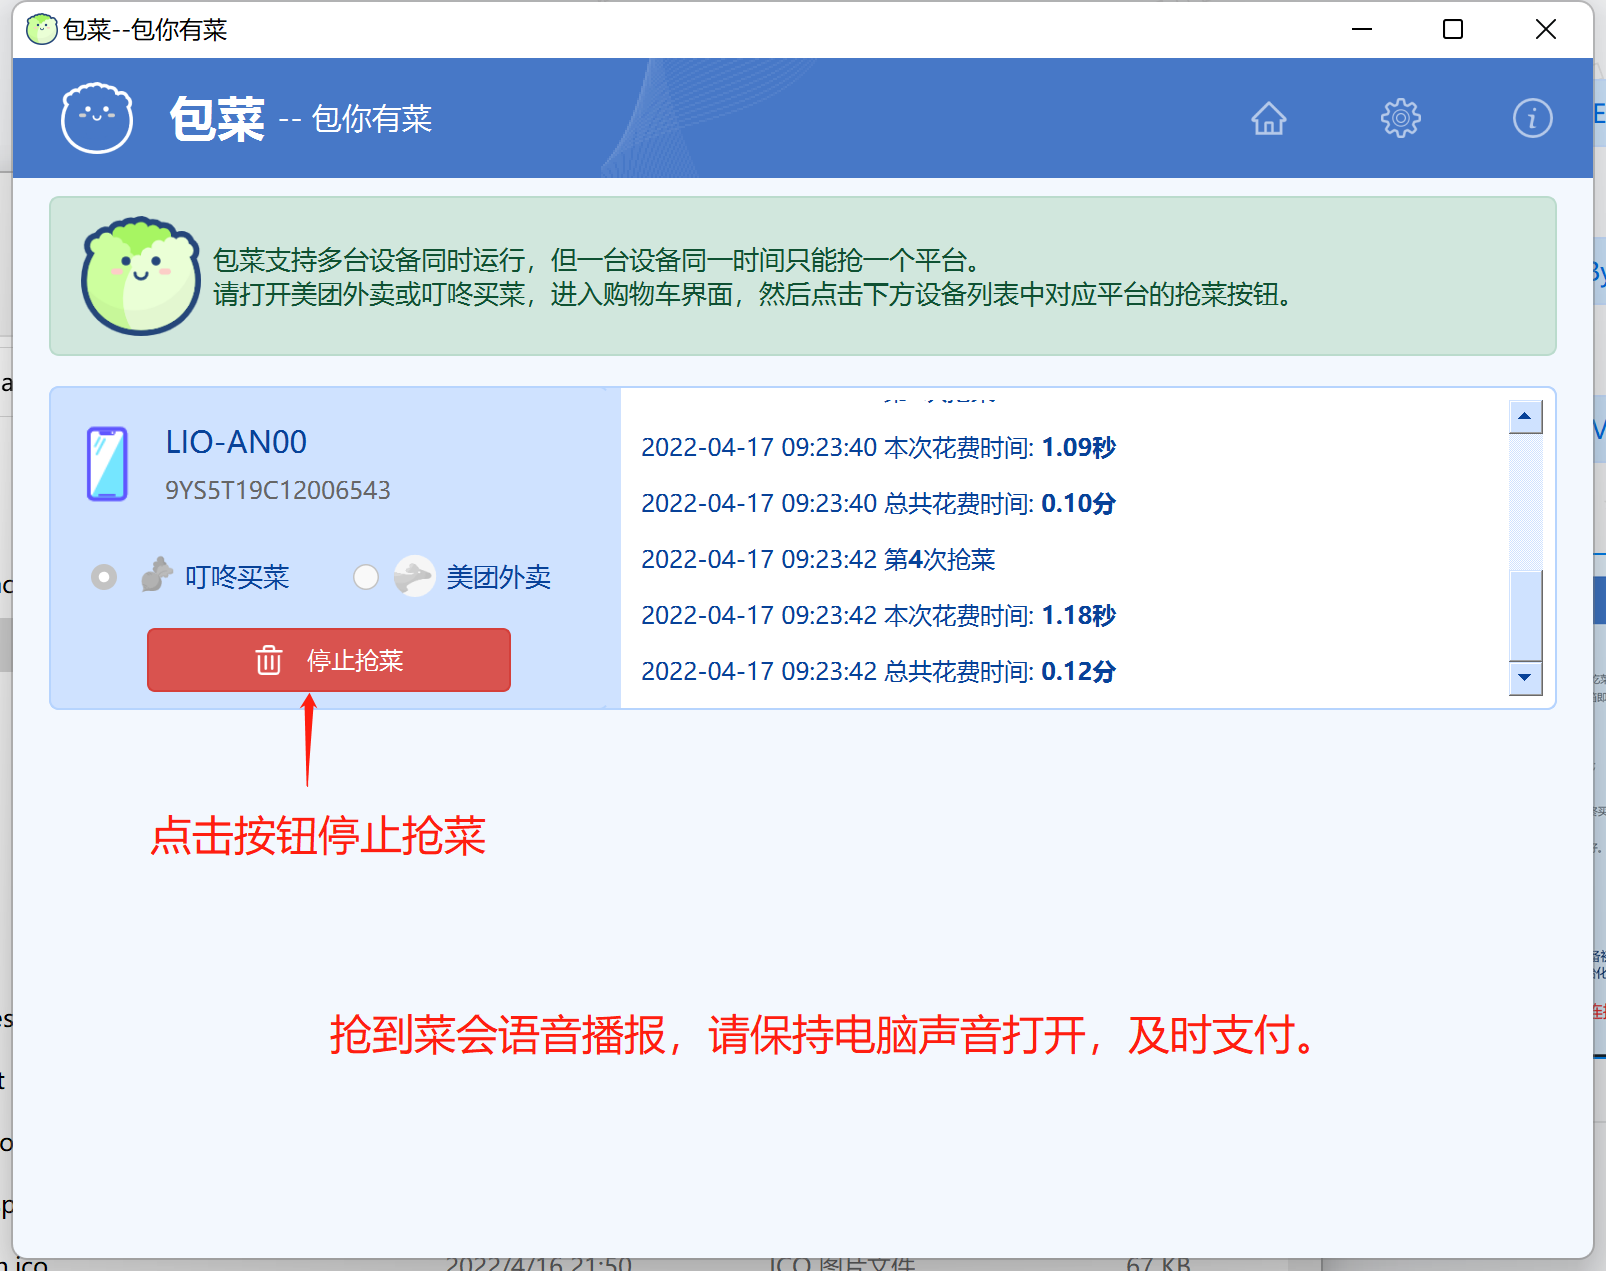 包菜--包你有菜
包菜 -- 包你有菜
包菜支持多台设备同时运行，但一台设备同一时间只能抢一个平台。
请打开美团外卖或叮咚买菜，进入购物车界面，然后点击下方设备列表中对应平台的抢菜按钮。
LIO-AN00
9YS5T19C12006543
叮咚买菜
美团外卖
停止抢菜
2022-04-17 09:23:40 本次花费时间: 1.09秒
2022-04-17 09:23:40 总共花费时间: 0.10分
2022-04-17 09:23:42 第4次抢菜
2022-04-17 09:23:42 本次花费时间: 1.18秒
2022-04-17 09:23:42 总共花费时间: 0.12分
点击按钮停止抢菜
抢到菜会语音播报，请保持电脑声音打开，及时支付。
2022/4/16 21:50
ICO 图片文件
67 KB